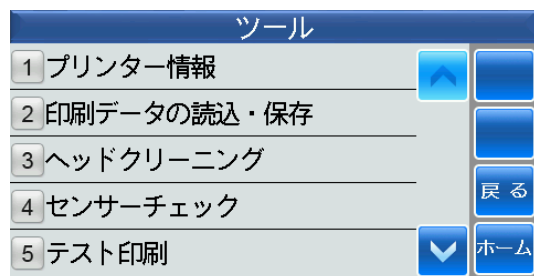 ツール
1 プリンター情報
2 印刷データの読込・保存
3 ヘッドクリーニング
4 センサーチェック
5 テスト印刷
戻る
ホーム